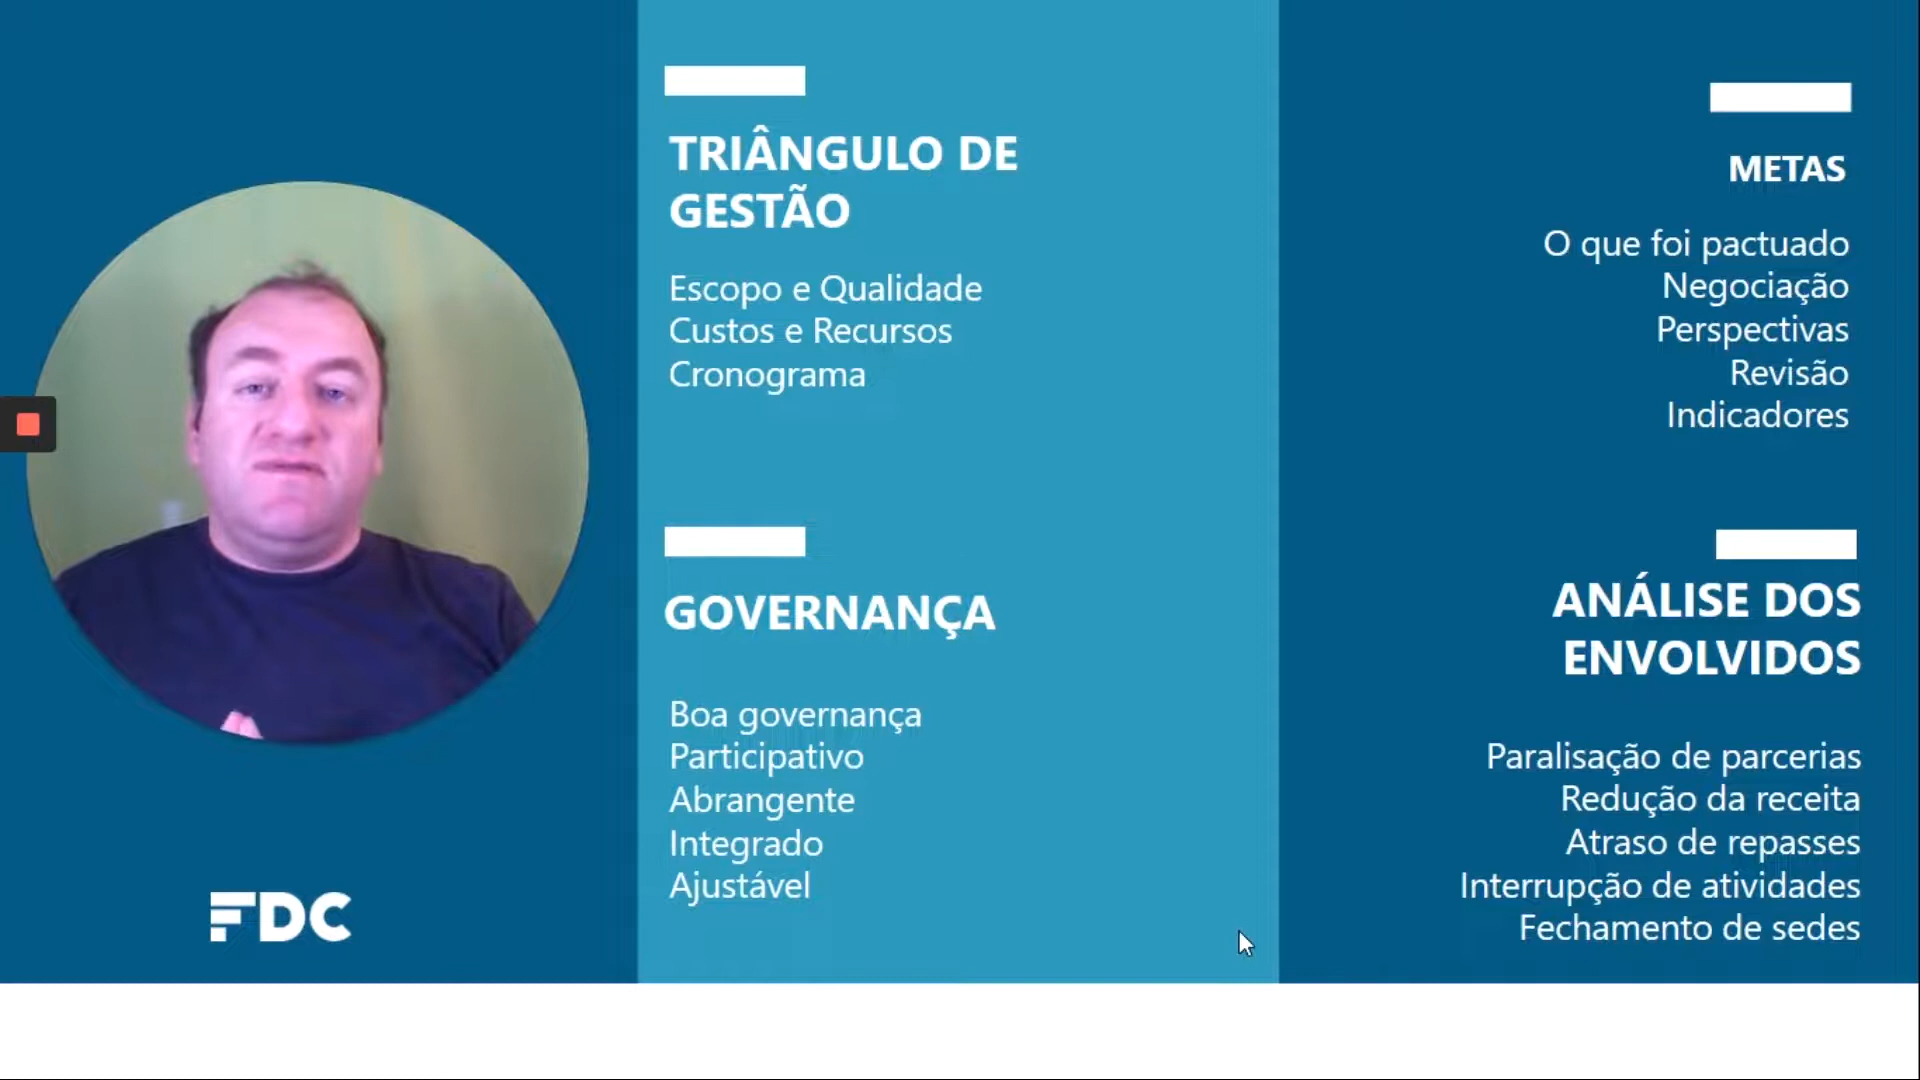 TRIÂNGULO DE
GESTÃO
Escopo e Qualidade
Custos e Recursos
Cronograma
GOVERNANÇA
Boa governança
Participativo
Abrangente
Integrado
Ajustável
METAS
O que foi pactuado
Negociação
Perspectivas
Revisão
Indicadores
ANÁLISE DOS
ENVOLVIDOS
Paralisação de parcerias
Redução da receita
Atraso de repasses
Interrupção de atividades
Fechamento de sedes
FDC